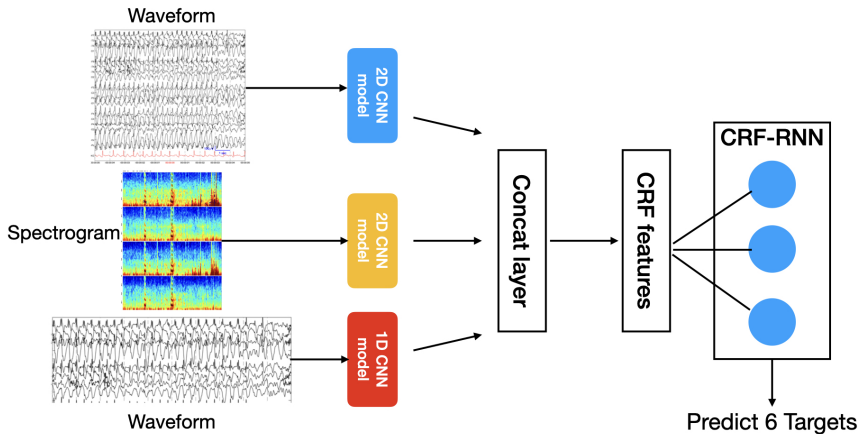 Waveform
2D CNN
model
Spectrogram
2D CNN
model
1D CNN
model
Waveform
Concat layer
CRF features
CRF-RNN
Predict 6 Targets